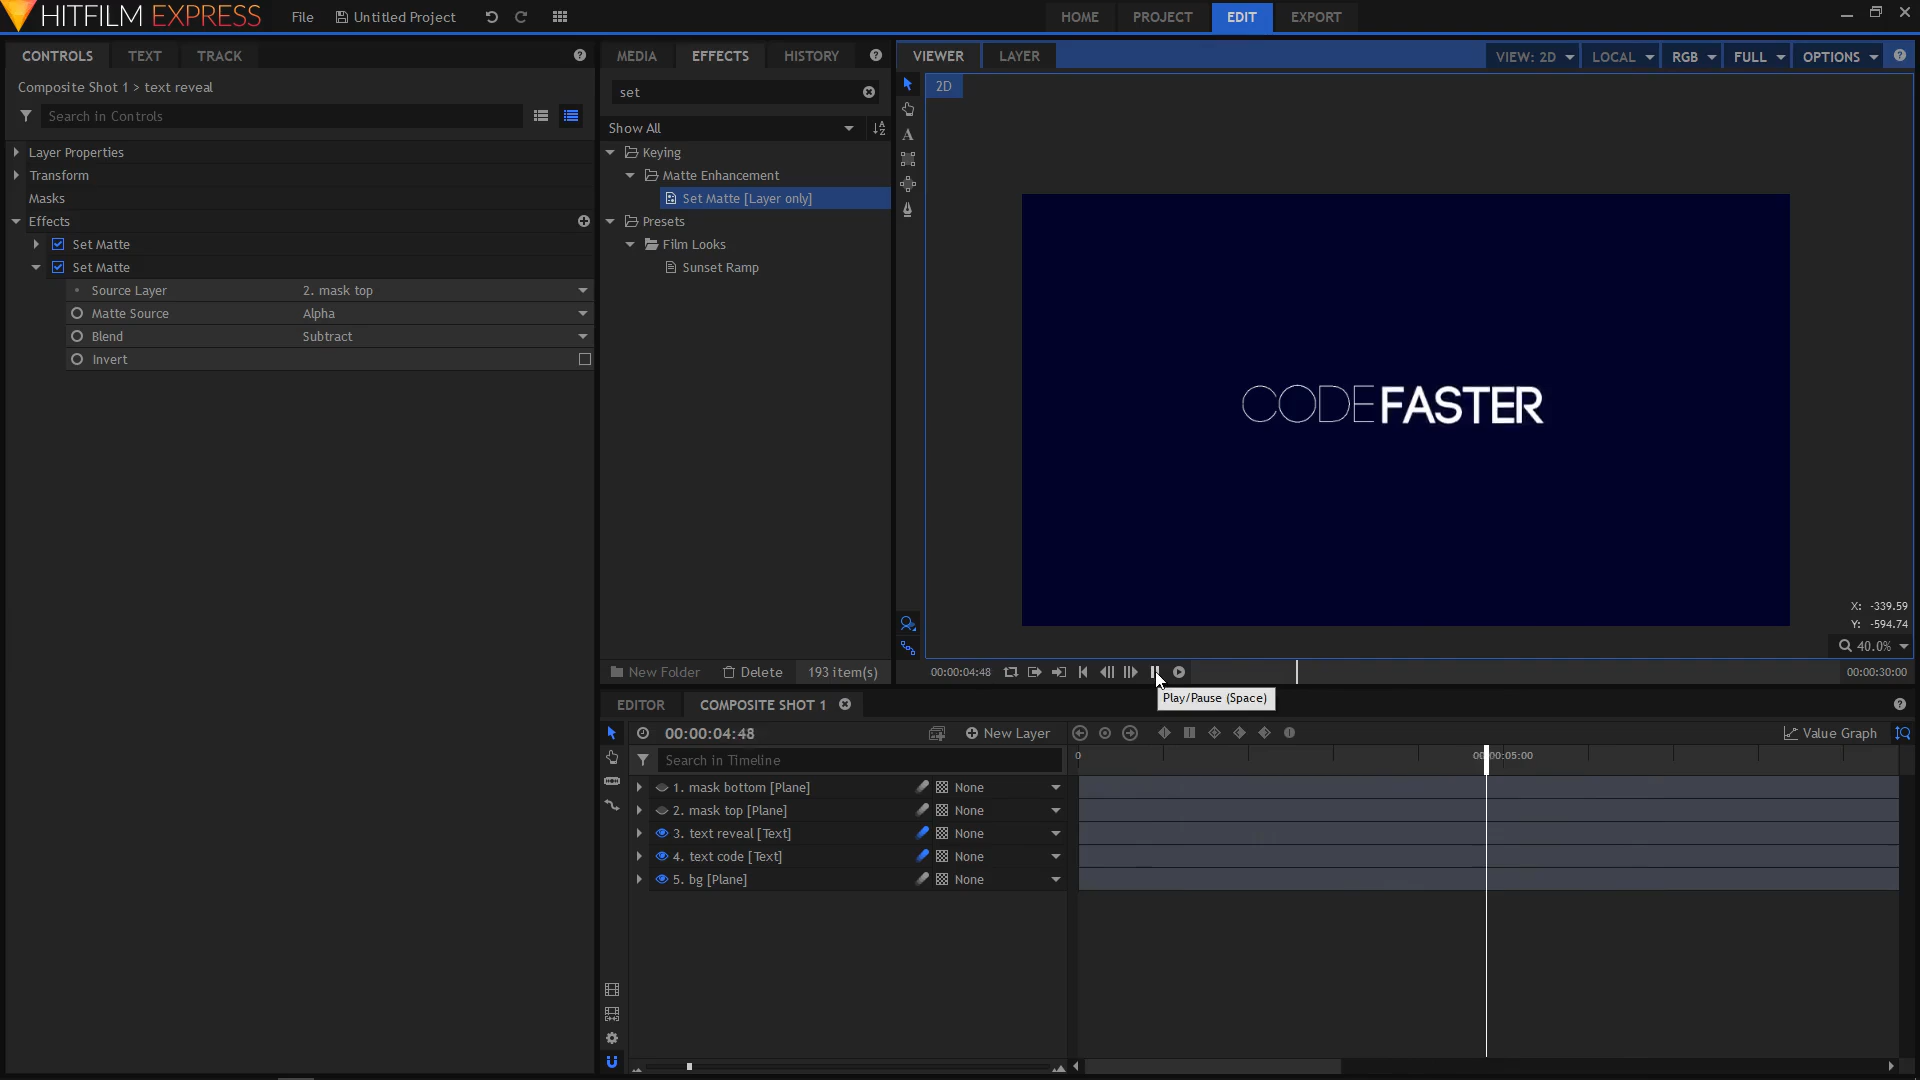 HITFILM EXPRESS
File
Untitled Project
HOME
PROJECT
EDIT
EXPORT
CONTROLS
TEXT
TRACK
Composite Shot 1 > text reveal
Search in Controls
Layer Properties
Transform
Masks
Effects
Set Matte
Set Matte
Source Layer
2. mask top
Matte Source
Alpha
Blend
Subtract
Invert
MEDIA
EFFECTS
HISTORY
set
Show All
Keying
Matte Enhancement
Set Matte [Layer only]
Presets
Film Looks
Sunset Ramp
New Folder
Delete
193 item(s)
VIEWER
LAYER
VIEW: 2D
LOCAL
RGB
FULL
OPTIONS
2D
CODEFASTER
X: -339.59
Y: -594.74
40.0%
00:00:04:48
00:00:30:00
Play/Pause (Space)
EDITOR
COMPOSITE SHOT 1
00:00:04:48
New Layer
Value Graph
Search in Timeline
0
1. mask bottom [Plane]
None
2. mask top [Plane]
None
3. text reveal [Text]
None
4. text code [Text]
None
5. bg [Plane]
None